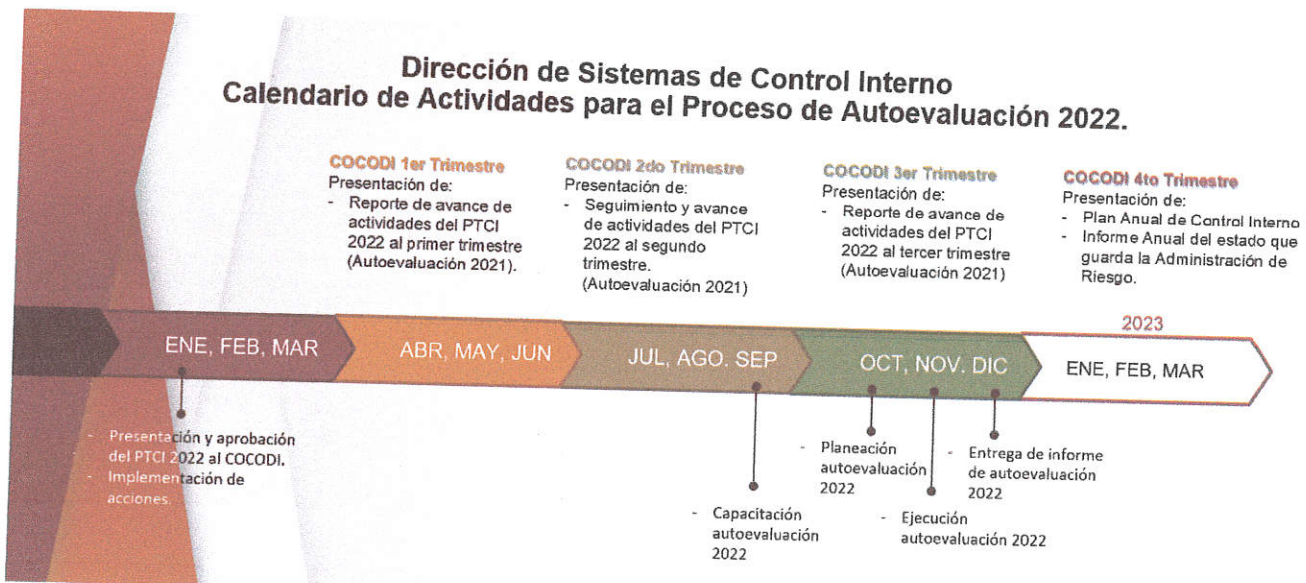 Dirección de Sistemas de Control Interno
Calendario de Actividades para el Proceso de Autoevaluación 2022.
COCODI 1er Trimestre
Presentación de:
- Reporte de avance de
actividades del PTCI
2022 al primer trimestre
(Autoevaluación 2021).
COCODI 2do Trimestre
Presentación de:
- Seguimiento y avance
de actividades del PTCI
2022 al segundo
trimestre.
(Autoevaluación 2021)
COCODI 3er Trimestre
Presentación de:
- Reporte de avance de
actividades del PTCI
2022 al tercer trimestre
(Autoevaluación 2021)
COCODI 4to Trimestre
Presentación de:
- Plan Anual de Control Interno
- Informe Anual del estado que
guarda la Administración de
Riesgo.
2023
ENE, FEB, MAR
ABR, MAY, JUN
JUL, AGO. SEP
OCT, NOV. DIC
ENE, FEB, MAR
- Presentación y aprobación
del PTCI 2022 al COCODI.
- Implementación de
acciones.
- Capacitación
autoevaluación
2022
- Planeación
autoevaluación
2022
- Ejecución
autoevaluación 2022
- Entrega de informe
de autoevaluación
2022